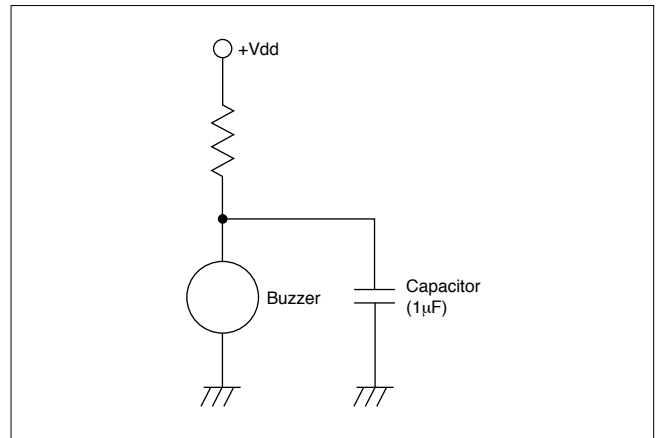 +Vdd
Buzzer
Capacitor
(1μF)